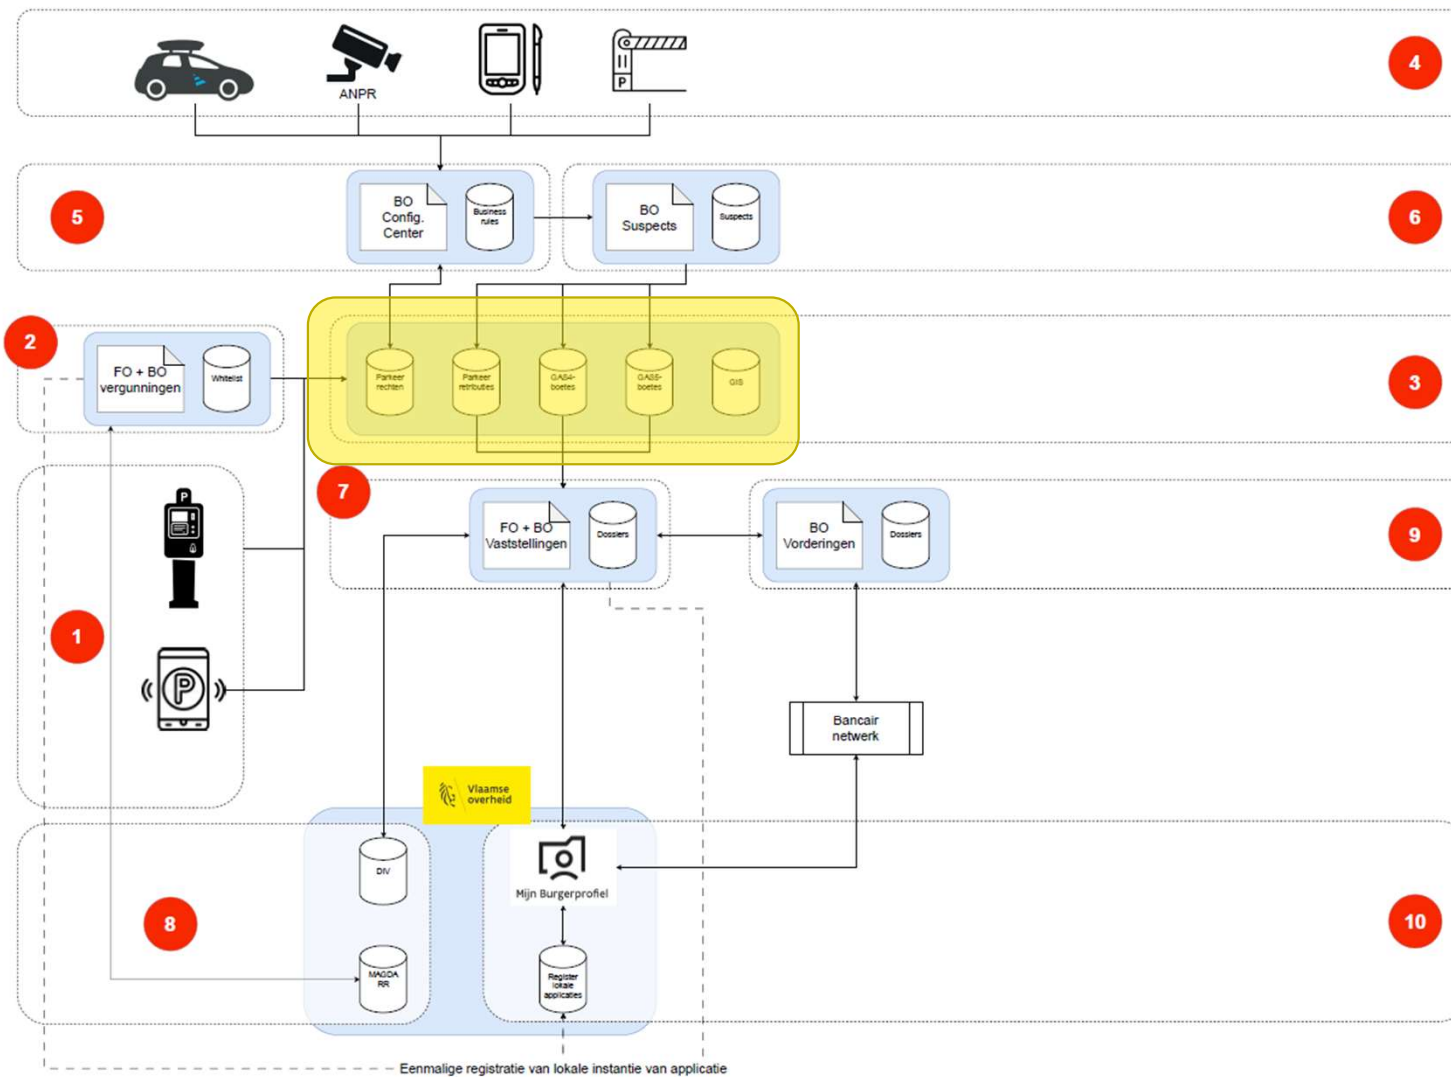 4
ANPR
P
5
BO
Config.
Center
Business
rules
BO
Suspects
Suspects
6
2
FO + BO
vergunningen
Whitelist
Parkeer
rechten
Parkeer
retributies
GAS4-
boetes
GAS5-
boetes
GIS
3
7
P
FO + BO
Vaststellingen
Dossiers
BO
Vorderingen
Dossiers
9
1
P
Bancair
netwerk
Vlaamse
overheid
DIV
Mijn Burgerprofiel
8
10
MAGDA
RR
Register
lokale
applicaties
Eenmalige registratie van lokale instantie van applicatie